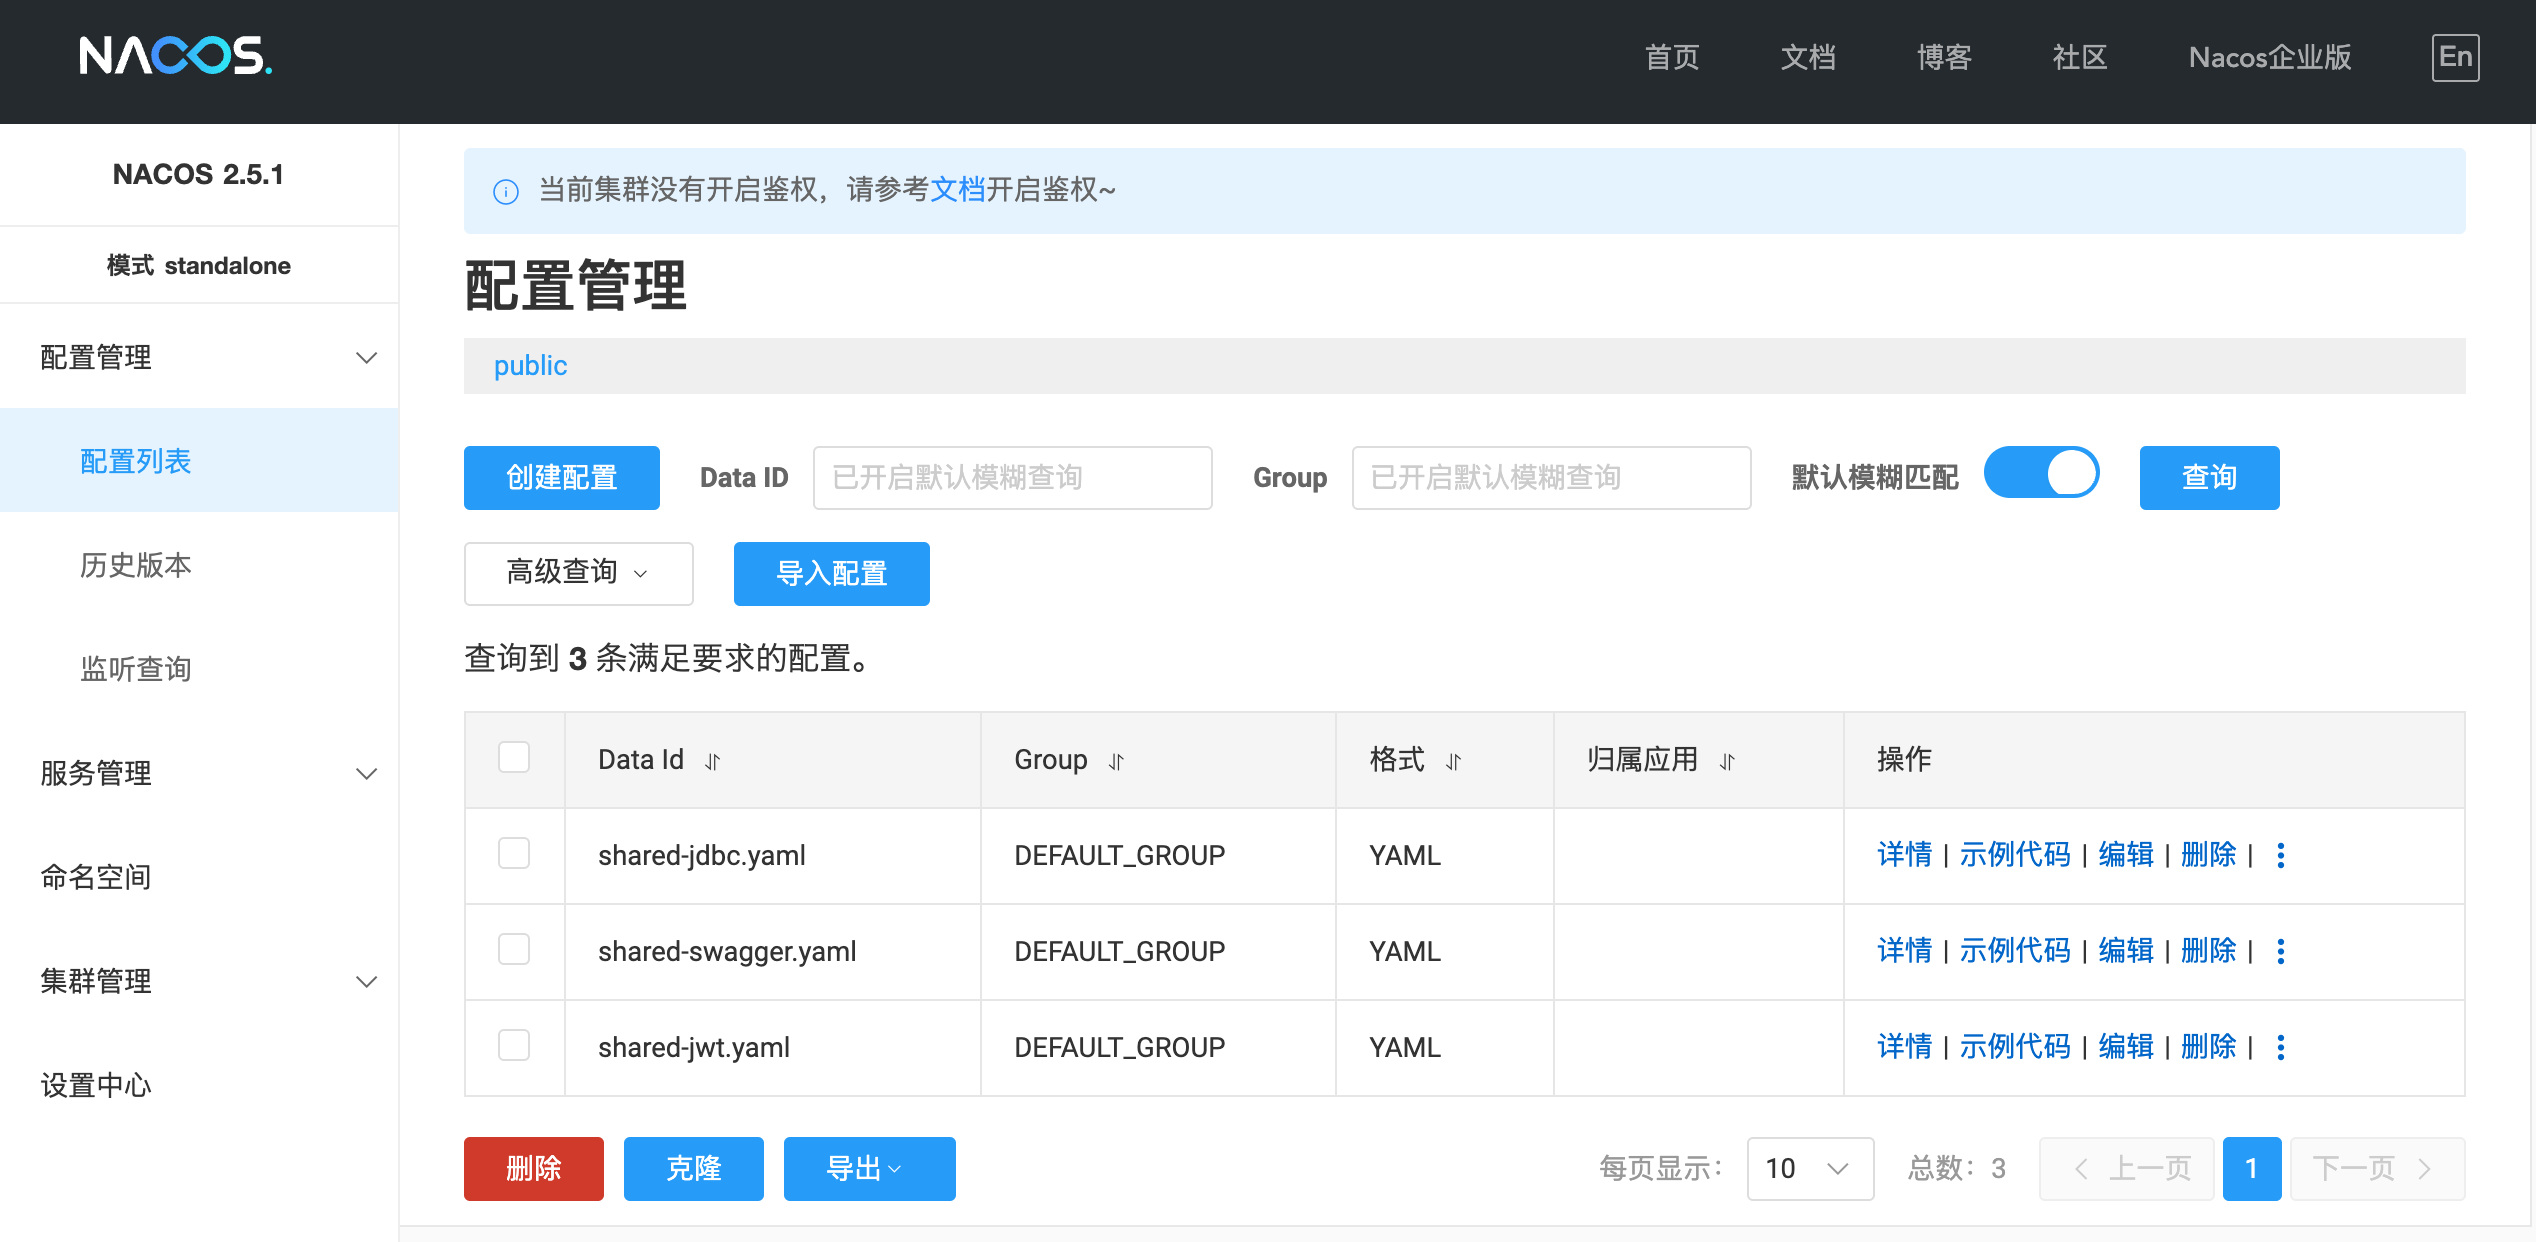 NACOS.
首页 文档 博客 社区 Nacos企业版 En
NACOS 2.5.1
模式 standalone
配置管理
配置列表
历史版本
监听查询
服务管理
命名空间
集群管理
设置中心
当前集群没有开启鉴权，请参考文档开启鉴权~
配置管理
public
创建配置 Data ID 已开启默认模糊查询 Group 已开启默认模糊查询 默认模糊匹配 查询
高级查询 导入配置
查询到 3 条满足要求的配置。
Data Id Group 格式 归属应用 操作
shared-jdbc.yaml DEFAULT_GROUP YAML 详情 | 示例代码 | 编辑 | 删除 |
shared-swagger.yaml DEFAULT_GROUP YAML 详情 | 示例代码 | 编辑 | 删除 |
shared-jwt.yaml DEFAULT_GROUP YAML 详情 | 示例代码 | 编辑 | 删除 |
删除 克隆 导出 每页显示： 10 总数：3 上一页 1 下一页